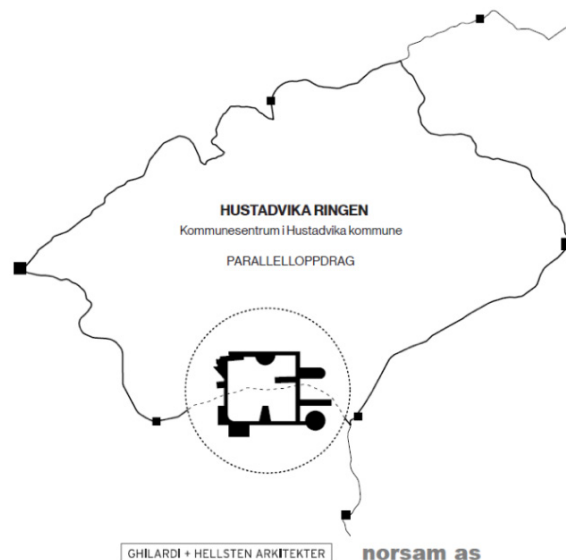 HUSTADVIKA RINGEN
Kommunesentrum i Hustadvika kommune
PARALLELLOPPDRAG
GHILARDI + HELLSTEN ARKITEKTER
norsam as